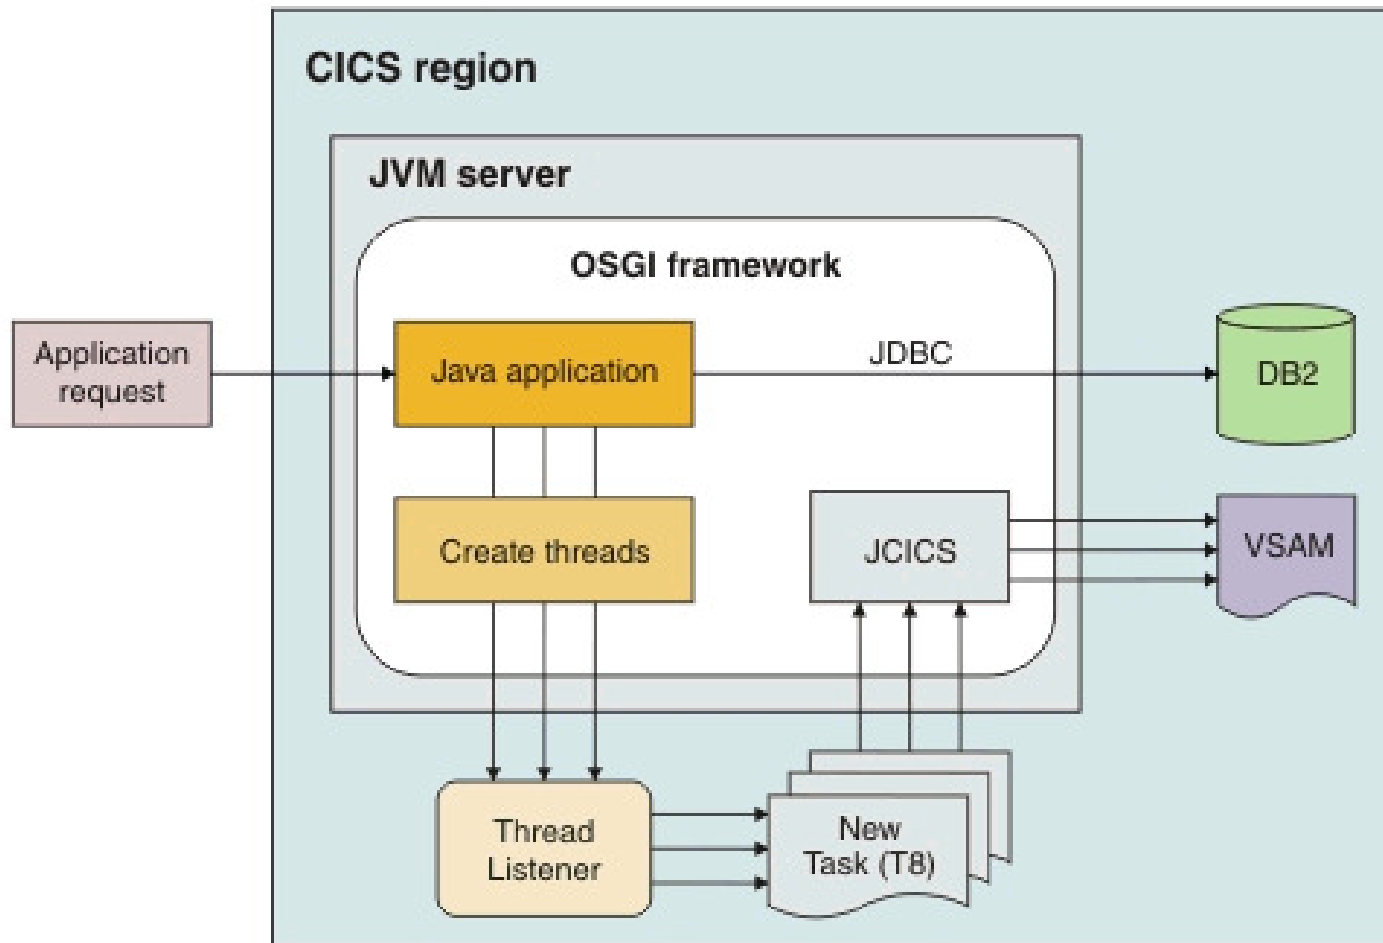 CICS region
JVM server
OSGI framework
Application
request
Java application
JDBC
DB2
Create threads
JCICS
VSAM
Thread
Listener
New
Task (T8)